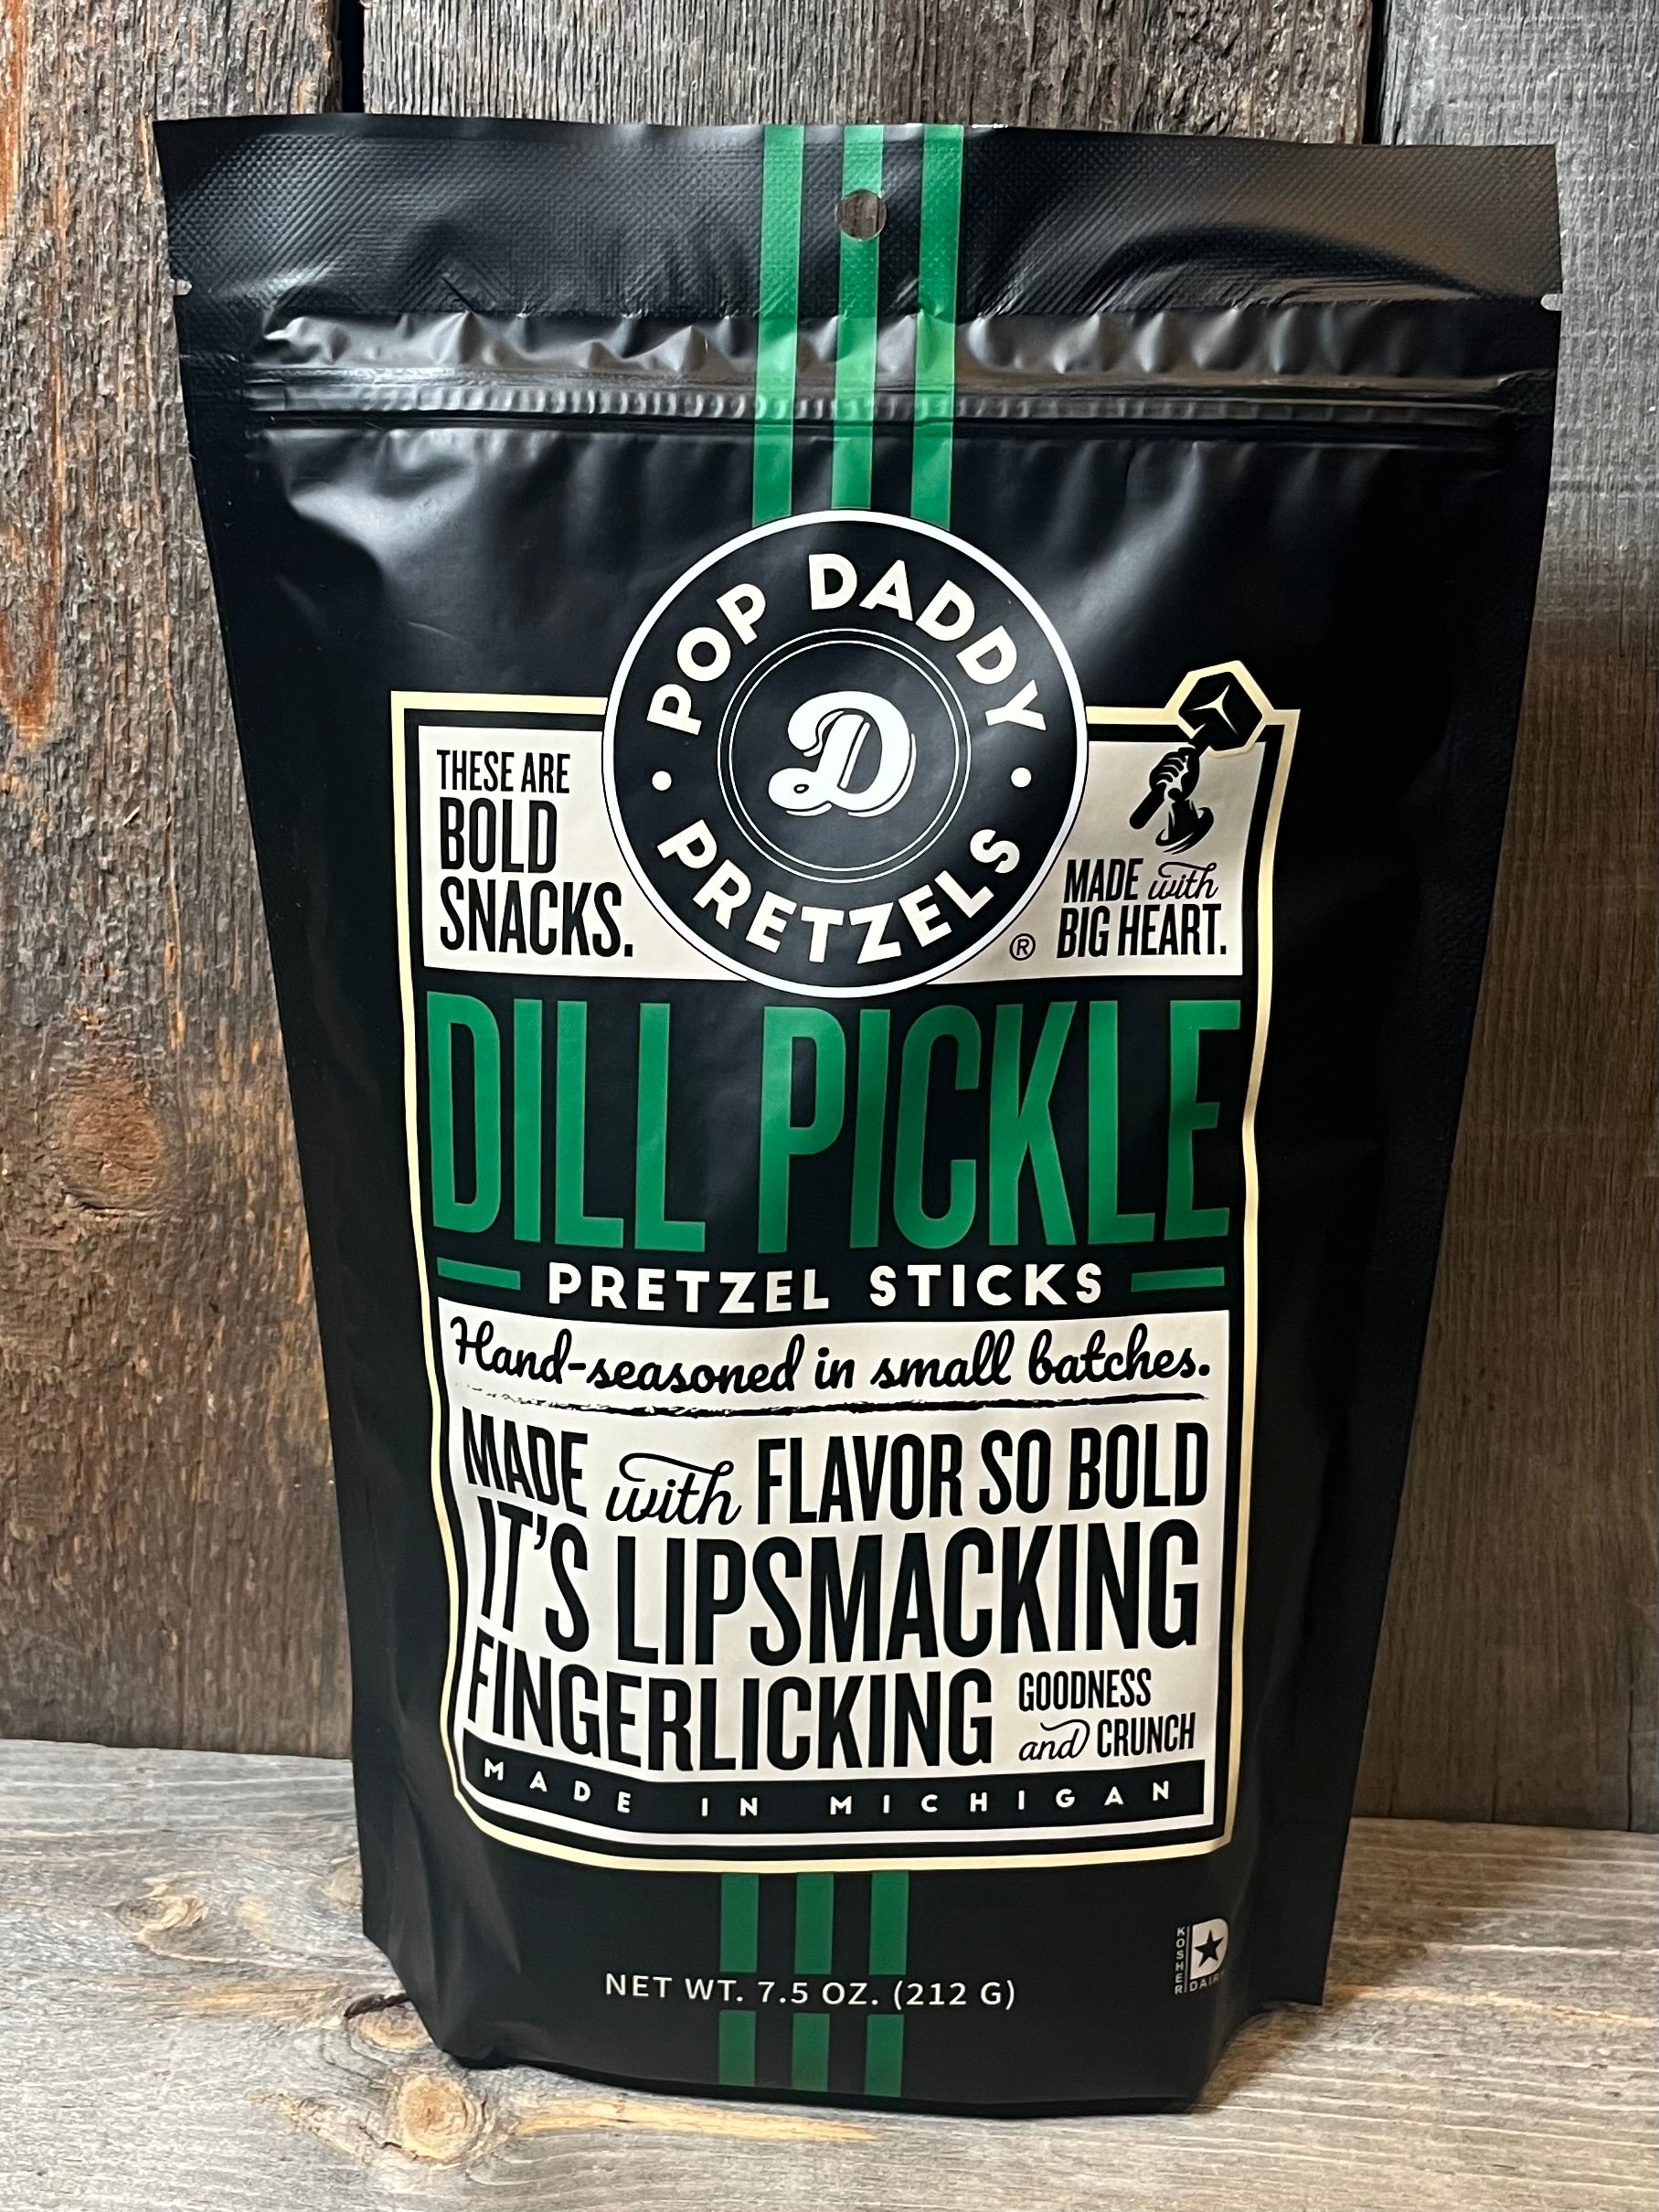 POP DADDY
D
PRETZELS
®
THESE ARE
BOLD
SNACKS.
MADE with
BIG HEART.
DILL PICKLE
PRETZEL STICKS
Hand-seasoned in small batches.
MADE with FLAVOR SO BOLD
IT'S LIPSMACKING
FINGERLICKING GOODNESS
and CRUNCH
MADE IN MICHIGAN
NET WT. 7.5 OZ. (212 G)
KOSHER
D
DAIRY